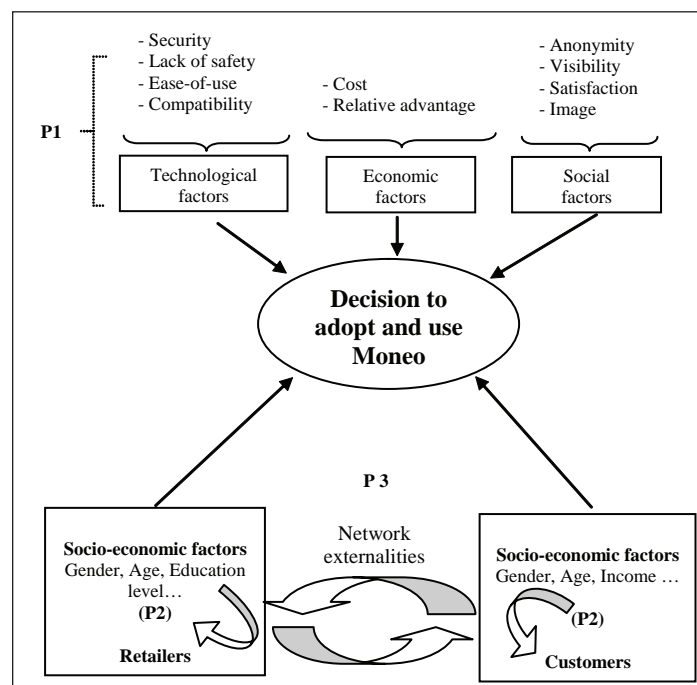 - Security
- Lack of safety
- Ease-of-use
- Compatibility
- Cost
- Relative advantage
- Anonymity
- Visibility
- Satisfaction
- Image
P1
Technological
factors
Economic
factors
Social
factors
Decision to
adopt and use
Moneo
P 3
Network
externalities
Socio-economic factors
Gender, Age, Education
level…
(P2)
Retailers
Socio-economic factors
Gender, Age, Income …
(P2)
Customers